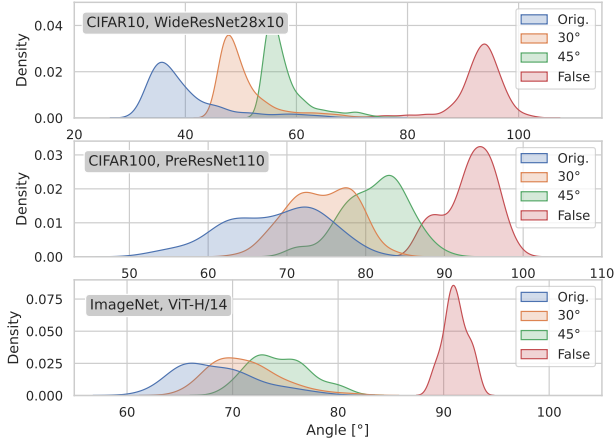 CIFAR10, WideResNet28x10
Density
0.04
0.02
0.00
20 40 60 80 100
Orig.
30°
45°
False
CIFAR100, PreResNet110
Density
0.03
0.02
0.01
0.00
50 60 70 80 90 100 110
Orig.
30°
45°
False
ImageNet, ViT-H/14
Density
0.075
0.050
0.025
0.000
60 70 80 90 100
Orig.
30°
45°
False
Angle [°]